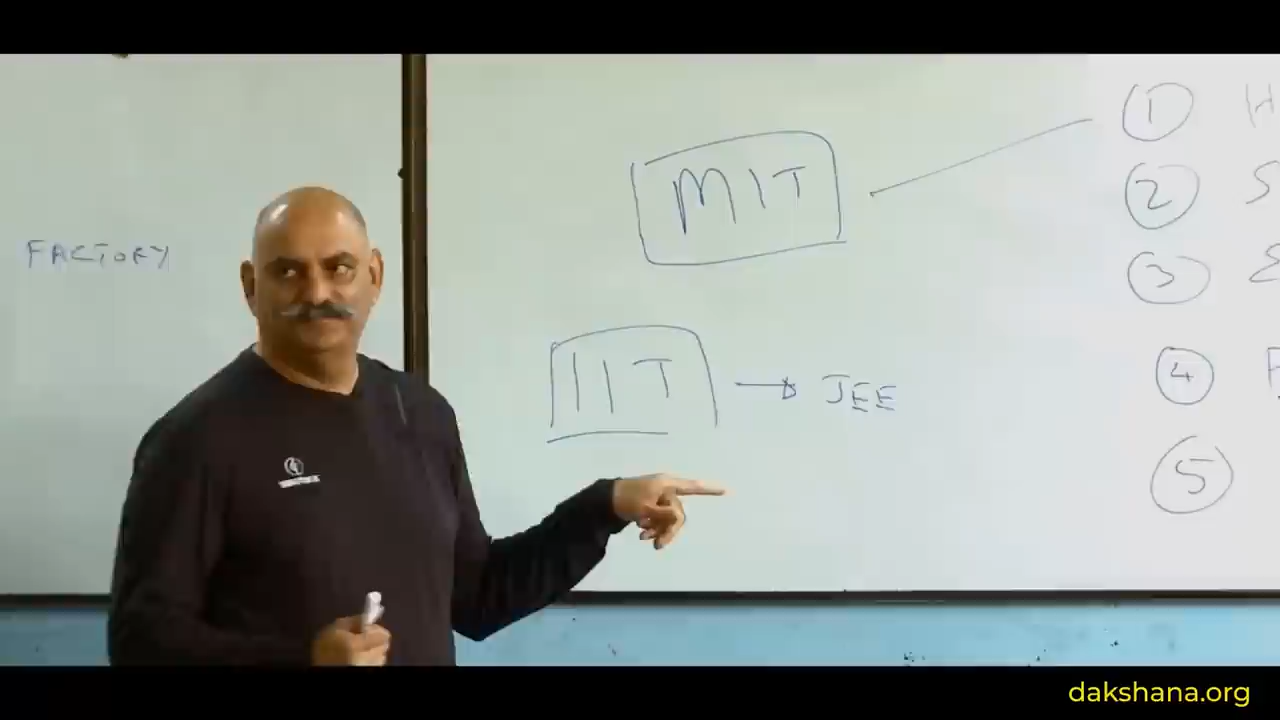 FACTORY
MIT
IIT → JEE
1 H
2 S
3 E
4
5
dakshana.org